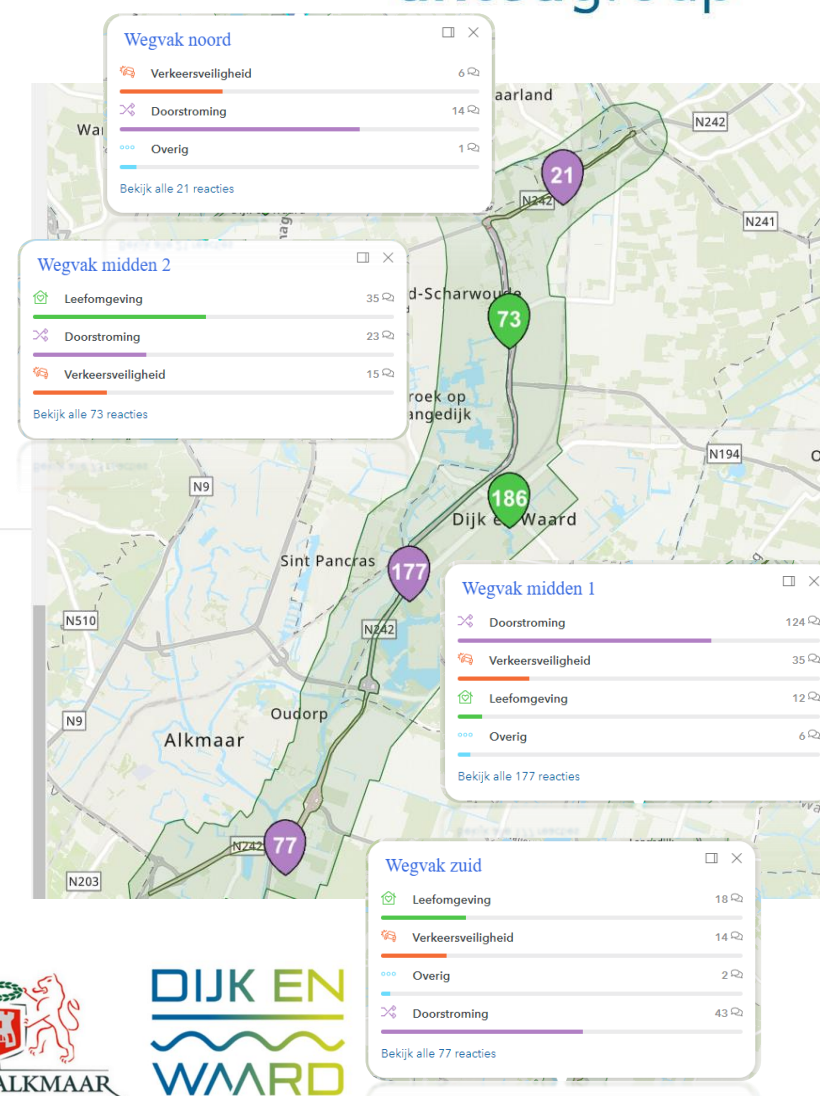 Wegvak noord
Verkeersveiligheid 6
Doorstroming 14
Overig 1
Bekijk alle 21 reacties
aarland
N242
21
N242
N241
Wegvak midden 2
Leefomgeving 35
Doorstroming 23
Verkeersveiligheid 15
Bekijk alle 73 reacties
d-Scharwoude
73
roek op
angedijk
N194
N9
186
Dijk en Waard
Sint Pancras
177
N510
N242
Wegvak midden 1
Doorstroming 124
Verkeersveiligheid 35
Leefomgeving 12
Overig 6
Bekijk alle 177 reacties
N9
Oudorp
Alkmaar
N242
77
N203
Wegvak zuid
Leefomgeving 18
Verkeersveiligheid 14
Overig 2
Doorstroming 43
Bekijk alle 77 reacties
ALKMAAR
DIJK EN
WAARD